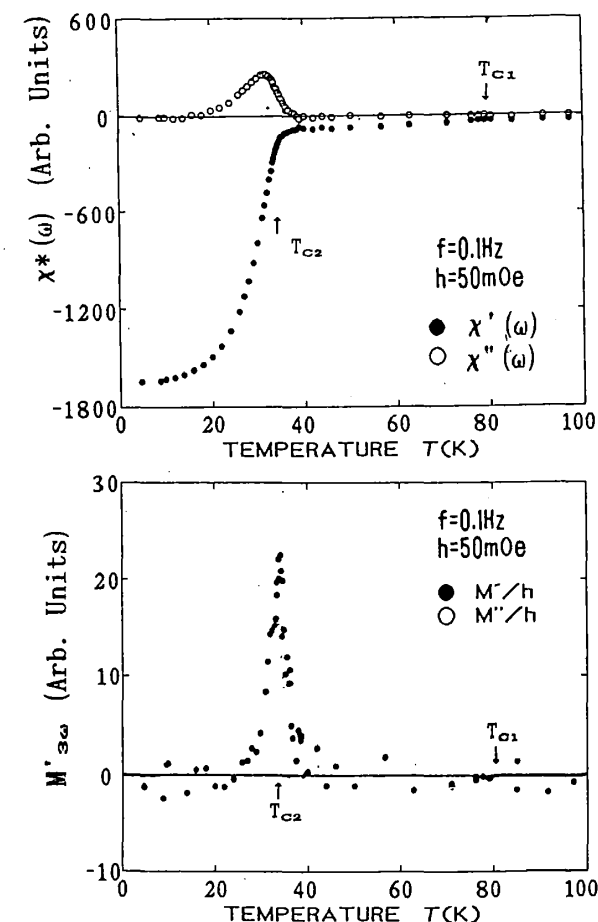 600
0
-600
-1200
-1800
χ*(ω) (Arb. Units)
T_C1
↓
↑
T_C2
f=0.1Hz
h=50mOe
● χ'(ω)
○ χ"(ω)
0 20 40 60 80 100
TEMPERATURE T(K)
30
20
10
0
-10
M'₃ω (Arb. Units)
f=0.1Hz
h=50mOe
● M'/h
○ M"/h
T_C1
↓
↑
T_C2
0 20 40 60 80 100
TEMPERATURE T(K)